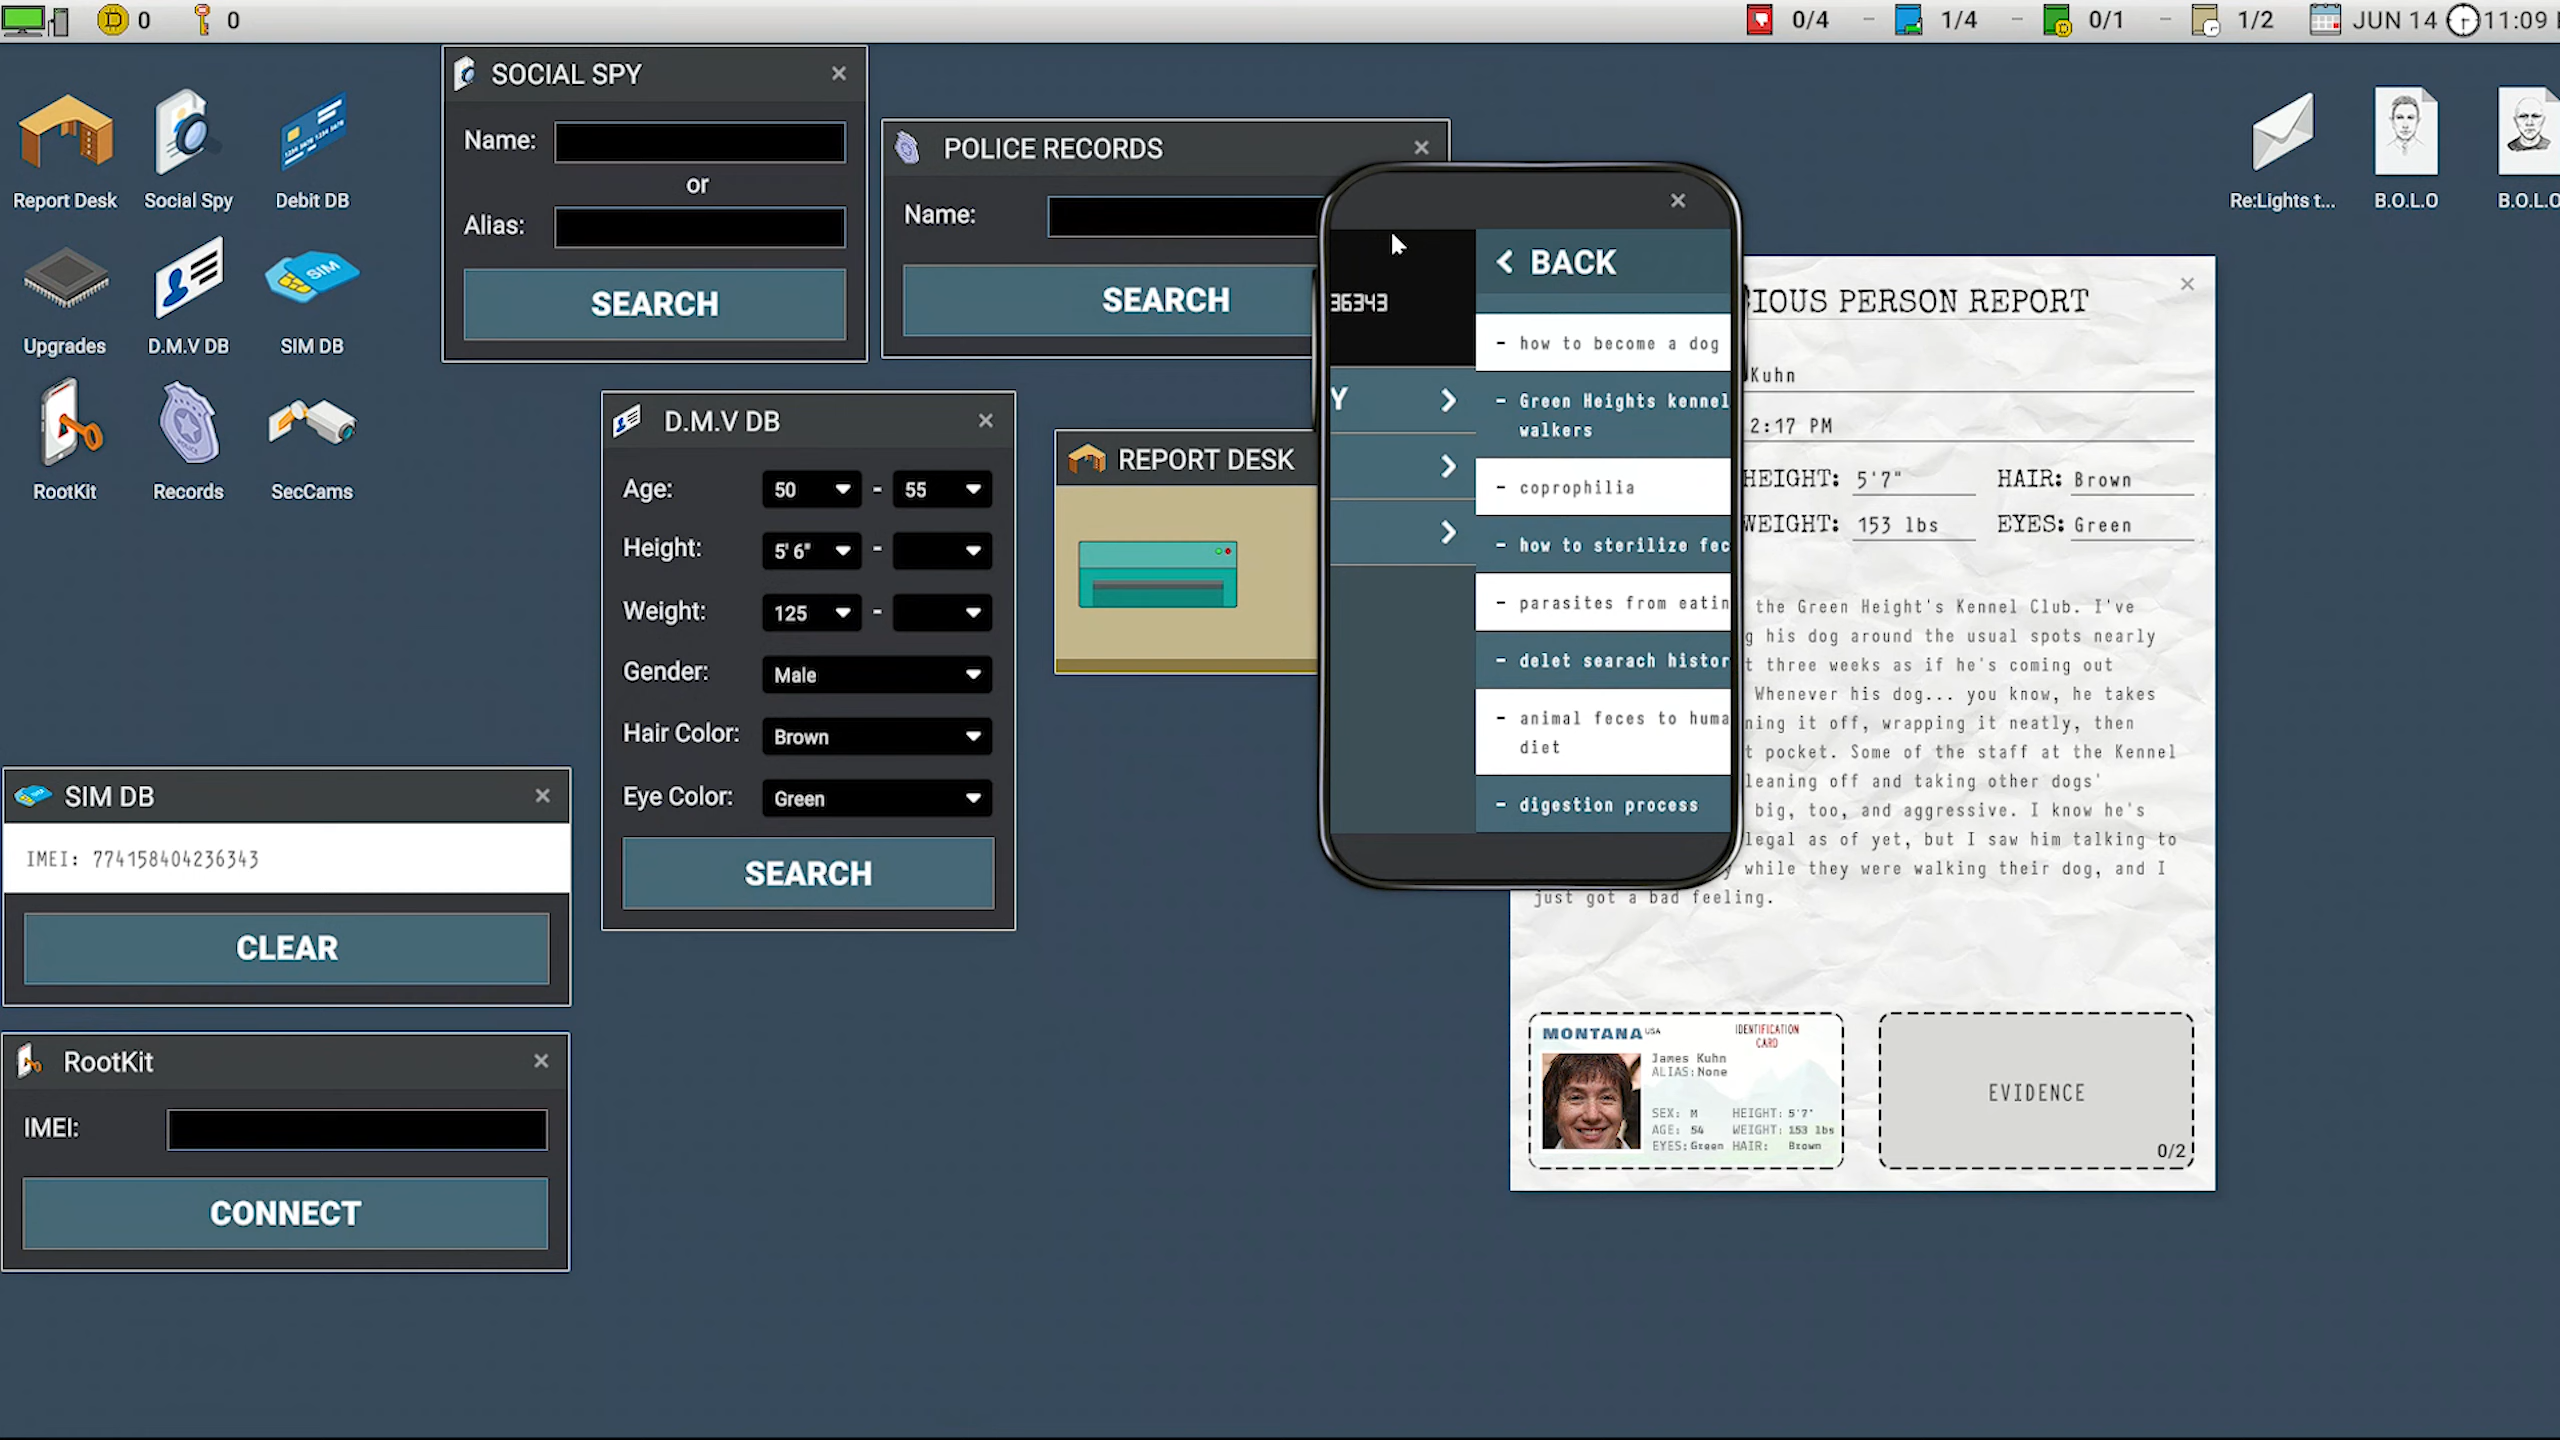 0
0
0/4
-
1/4
-
0/1
-
1/2
JUN 14
11:09
Report Desk
Social Spy
Debit DB
Upgrades
D.M.V DB
SIM DB
RootKit
Records
SecCams
Re:Lights t...
B.O.L.O
B.O.L.O
SOCIAL SPY
Name:
or
Alias:
SEARCH
POLICE RECORDS
Name:
SEARCH
D.M.V DB
Age: 50 - 55
Height: 5' 6" -
Weight: 125 -
Gender: Male
Hair Color: Brown
Eye Color: Green
SEARCH
REPORT DESK
SIM DB
IMEI: 774158404236343
CLEAR
RootKit
IMEI:
CONNECT
36343
Y
BACK
- how to become a dog
- Green Heights kennel
walkers
- coprophilia
- how to sterilize fec
- parasites from eatin
- delet searach histor
- animal feces to huma
diet
- digestion process
CIOUS PERSON REPORT
Kuhn
2:17 PM
HEIGHT: 5'7" HAIR: Brown
WEIGHT: 153 lbs EYES: Green
the Green Height's Kennel Club. I've
g his dog around the usual spots nearly
t three weeks as if he's coming out
Whenever his dog... you know, he takes
ning it off, wrapping it neatly, then
t pocket. Some of the staff at the Kennel
leaning off and taking other dogs'
big, too, and aggressive. I know he's
legal as of yet, but I saw him talking to
y while they were walking their dog, and I
just got a bad feeling.
MONTANA USA
IDENTIFICATION
CARD
James Kuhn
ALIAS: None
SEX: M HEIGHT: 5'7"
AGE: 54 WEIGHT: 153 lbs
EYES: Green HAIR: Brown
EVIDENCE
0/2